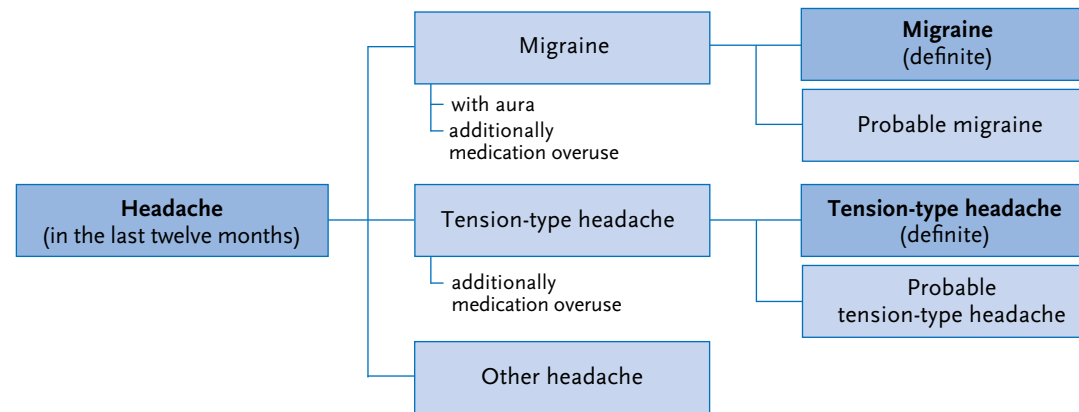 Migraine
with aura
additionally
medication overuse
Migraine
(definite)
Probable migraine
Headache
(in the last twelve months)
Tension-type headache
additionally
medication overuse
Tension-type headache
(definite)
Probable
tension-type headache
Other headache